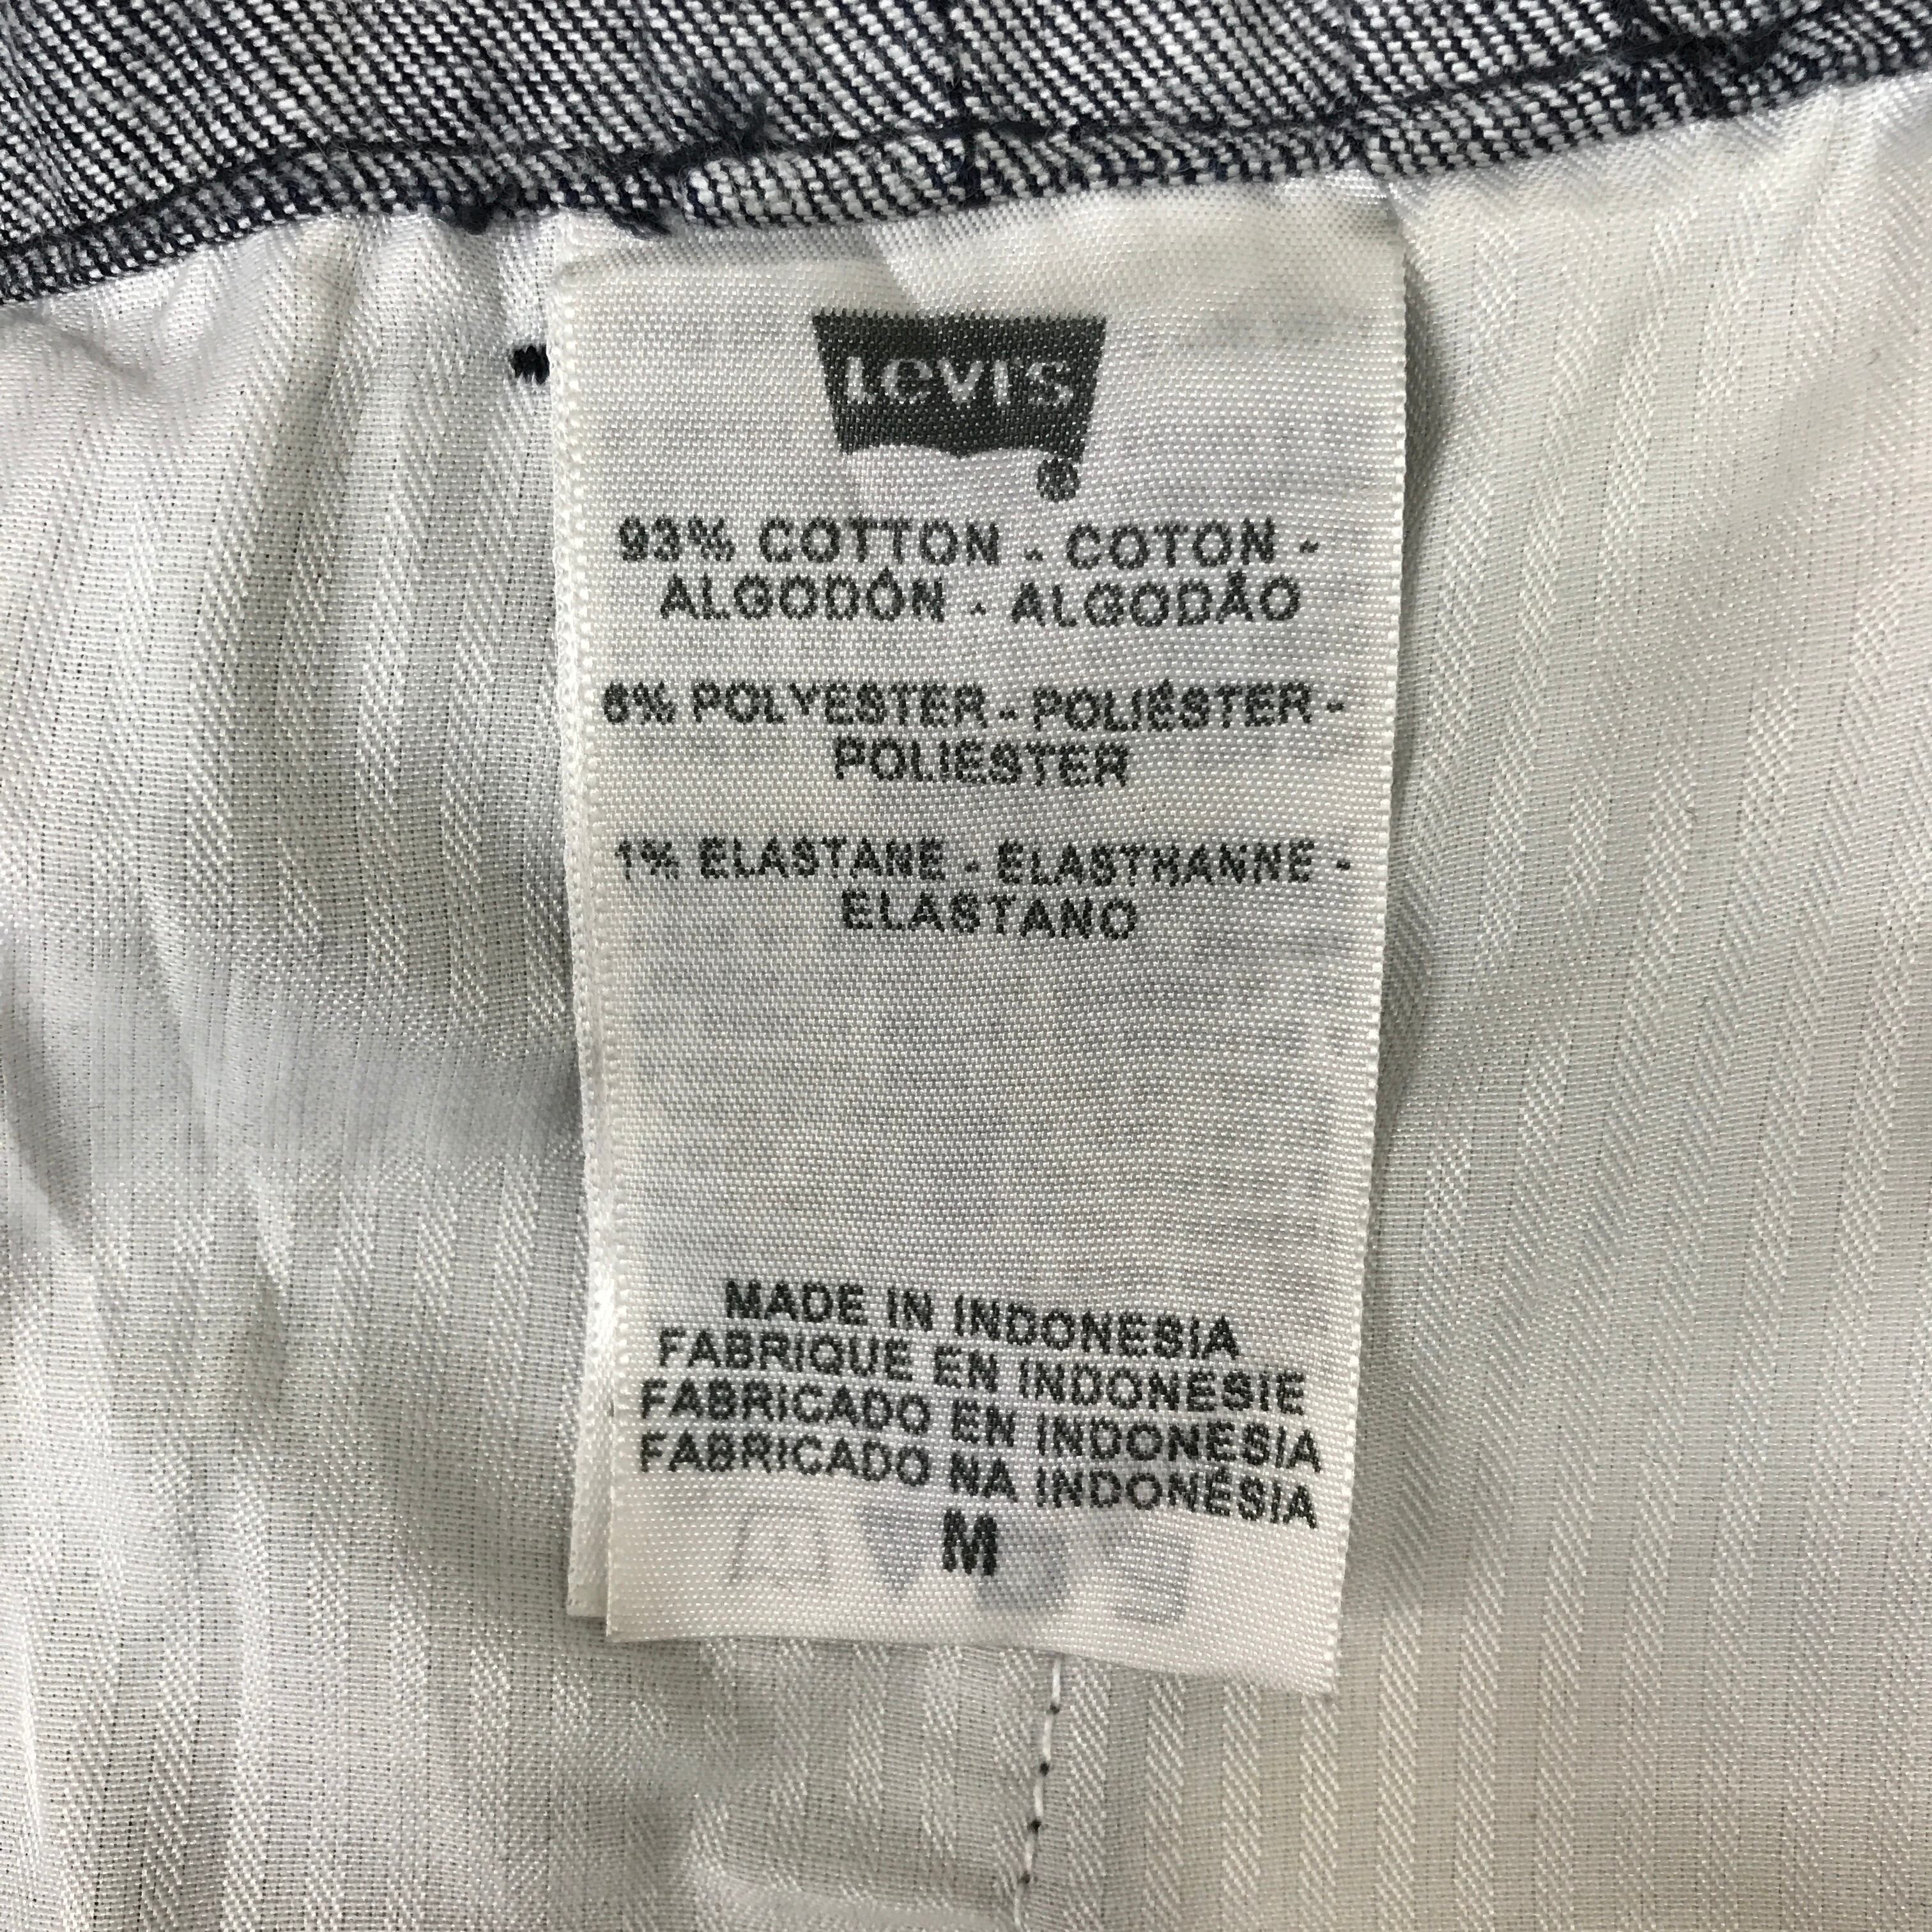 Levi's
®
93% COTTON - COTON -
ALGODÓN - ALGODÃO
6% POLYESTER - POLIÉSTER -
POLIESTER
1% ELASTANE - ELASTHANNE -
ELASTANO
MADE IN INDONESIA
FABRIQUE EN INDONESIE
FABRICADO EN INDONESIA
FABRICADO NA INDONÉSIA
M